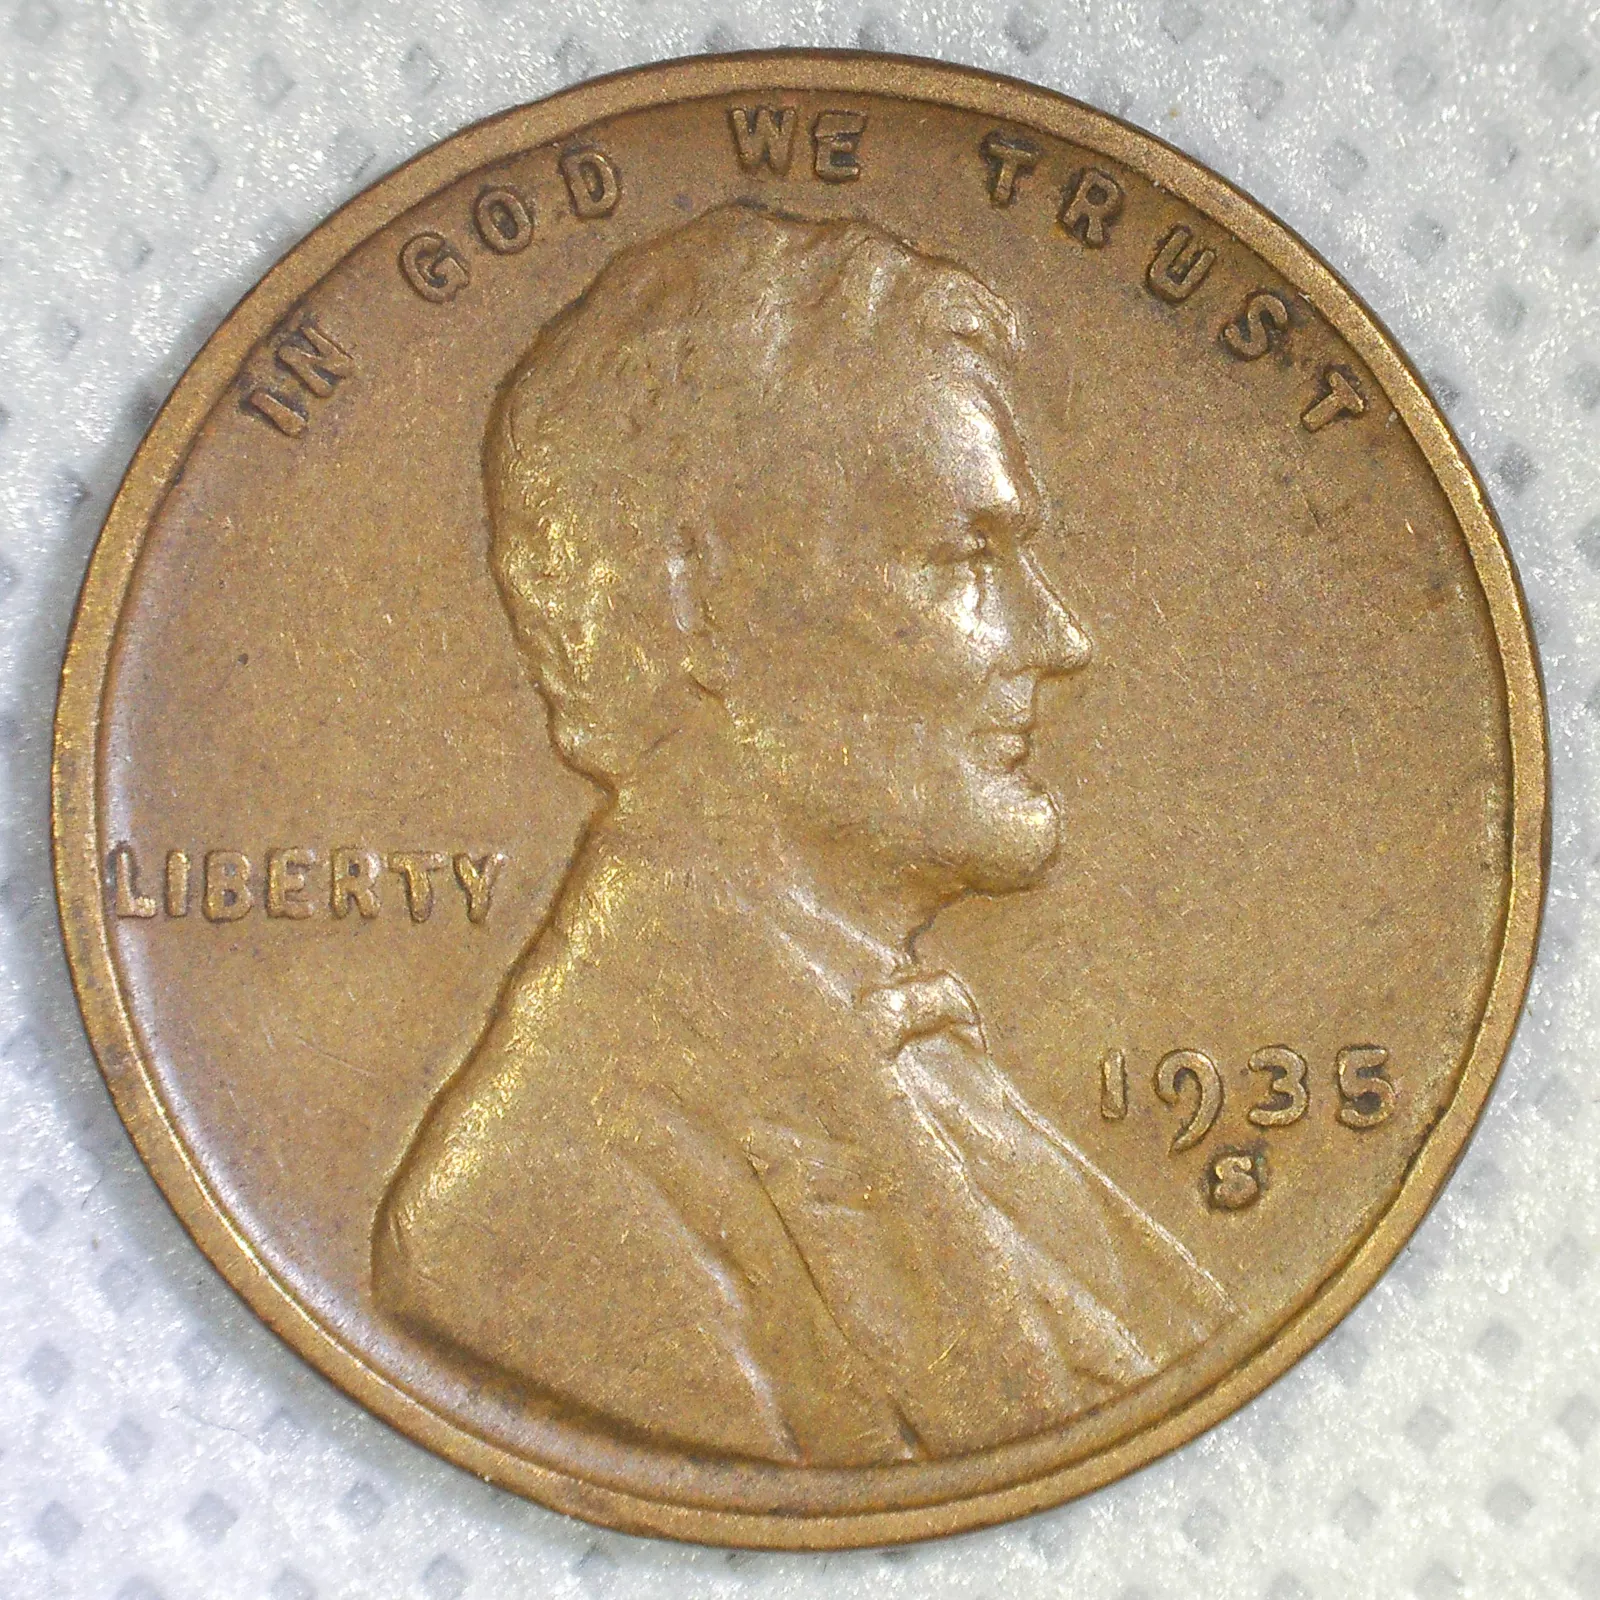 IN GOD WE TRUST
LIBERTY
1935
S